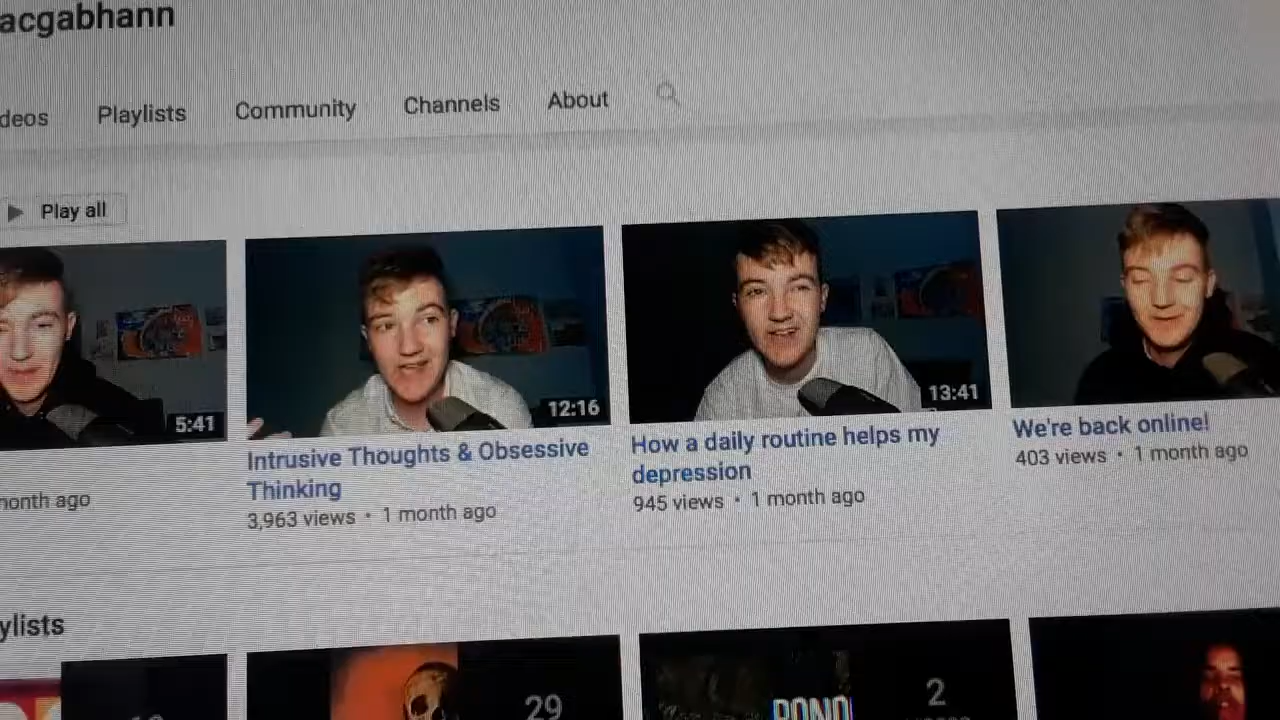 acgabhann
deos Playlists Community Channels About
Play all
5:41
12:16
13:41
Intrusive Thoughts & Obsessive
Thinking
3,963 views • 1 month ago
How a daily routine helps my
depression
945 views • 1 month ago
We're back online!
403 views • 1 month ago
month ago
ylists
29
2